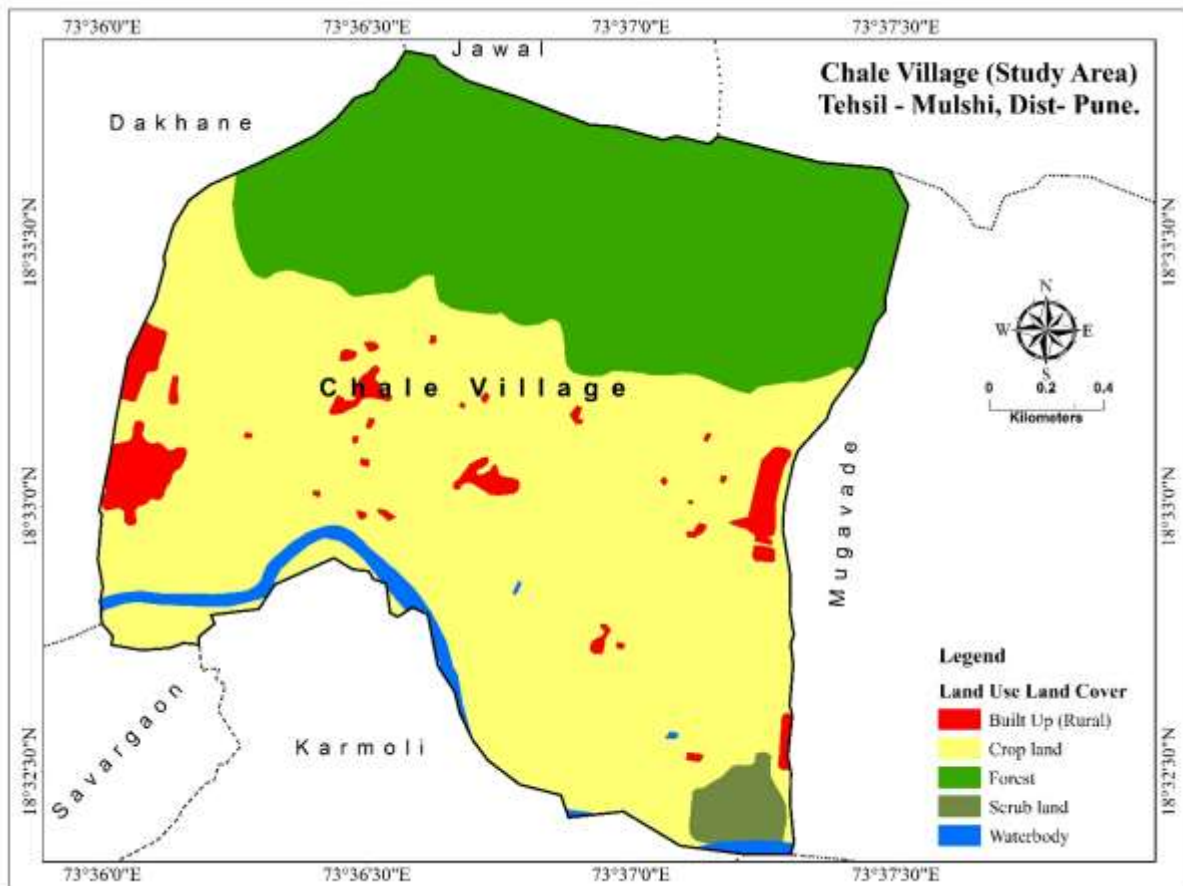 73°36'0"E 73°36'30"E 73°37'0"E 73°37'30"E
Jawal
Chale Village (Study Area)
Tehsil - Mulshi, Dist- Pune.
Dakhane
18°33'30"N
18°33'30"N
N
W E
S
0 0.2 0.4
Kilometers
Chale Village
18°33'0"N
18°33'0"N
Mugavade
Legend
Land Use Land Cover
Built Up (Rural)
Crop land
Forest
Scrub land
Waterbody
Karmoli
Savargaon
18°32'30"N
18°32'30"N
73°36'0"E 73°36'30"E 73°37'0"E 73°37'30"E